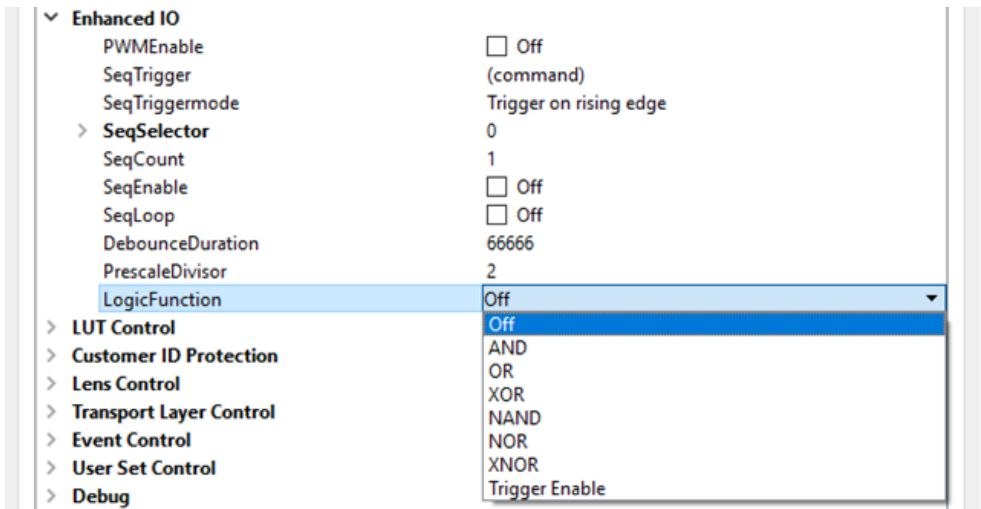 Enhanced IO
PWMEnable Off
SeqTrigger (command)
SeqTriggermode Trigger on rising edge
SeqSelector 0
SeqCount 1
SeqEnable Off
SeqLoop Off
DebounceDuration 66666
PrescaleDivisor 2
LogicFunction Off
LUT Control Off
Customer ID Protection AND
Lens Control OR
Transport Layer Control XOR
Event Control NAND
User Set Control NOR
Debug XNOR
Trigger Enable